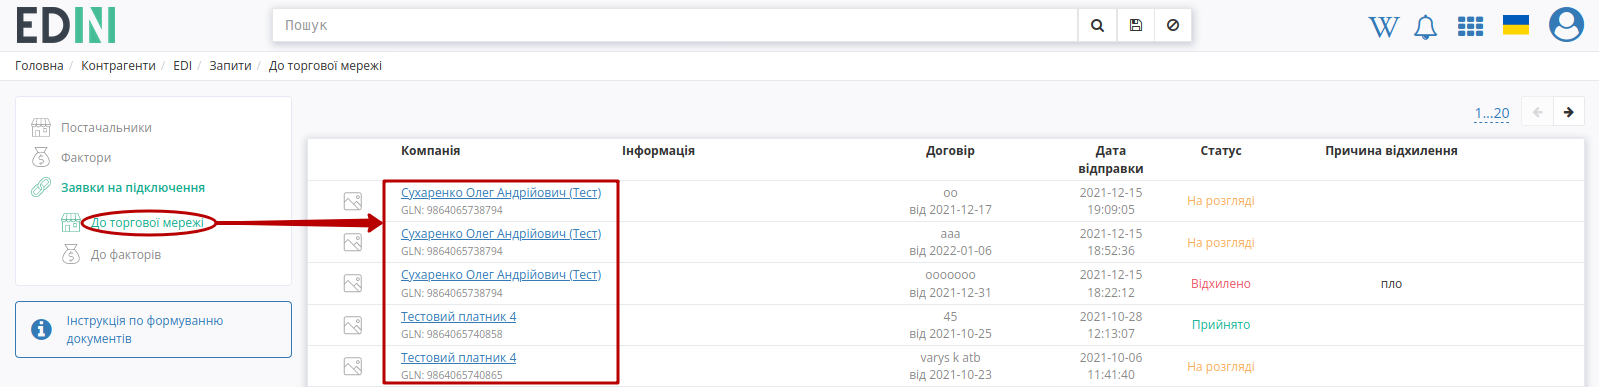 EDIN
Пошук
W
Головна / Контрагенти / EDI / Запити / До торгової мережі
Постачальники
Фактори
Заявки на підключення
До торгової мережі
До факторів
Інструкція по формуванню
документів
1...20
Компанія Інформація Договір Дата відправки Статус Причина відхилення
Сухаренко Олег Андрійович (Тест) оо 2021-12-15 На розгляді
GLN: 9864065738794 від 2021-12-17 19:09:05
Сухаренко Олег Андрійович (Тест) ааа 2021-12-15 На розгляді
GLN: 9864065738794 від 2022-01-06 18:52:36
Сухаренко Олег Андрійович (Тест) ооооооо 2021-12-15 Відхилено пло
GLN: 9864065738794 від 2021-12-31 18:22:12
Тестовий платник 4 45 2021-10-28 Прийнято
GLN: 9864065740858 від 2021-10-25 12:13:07
Тестовий платник 4 varys k atb 2021-10-06 На розгляді
GLN: 9864065740865 від 2021-10-23 11:41:40